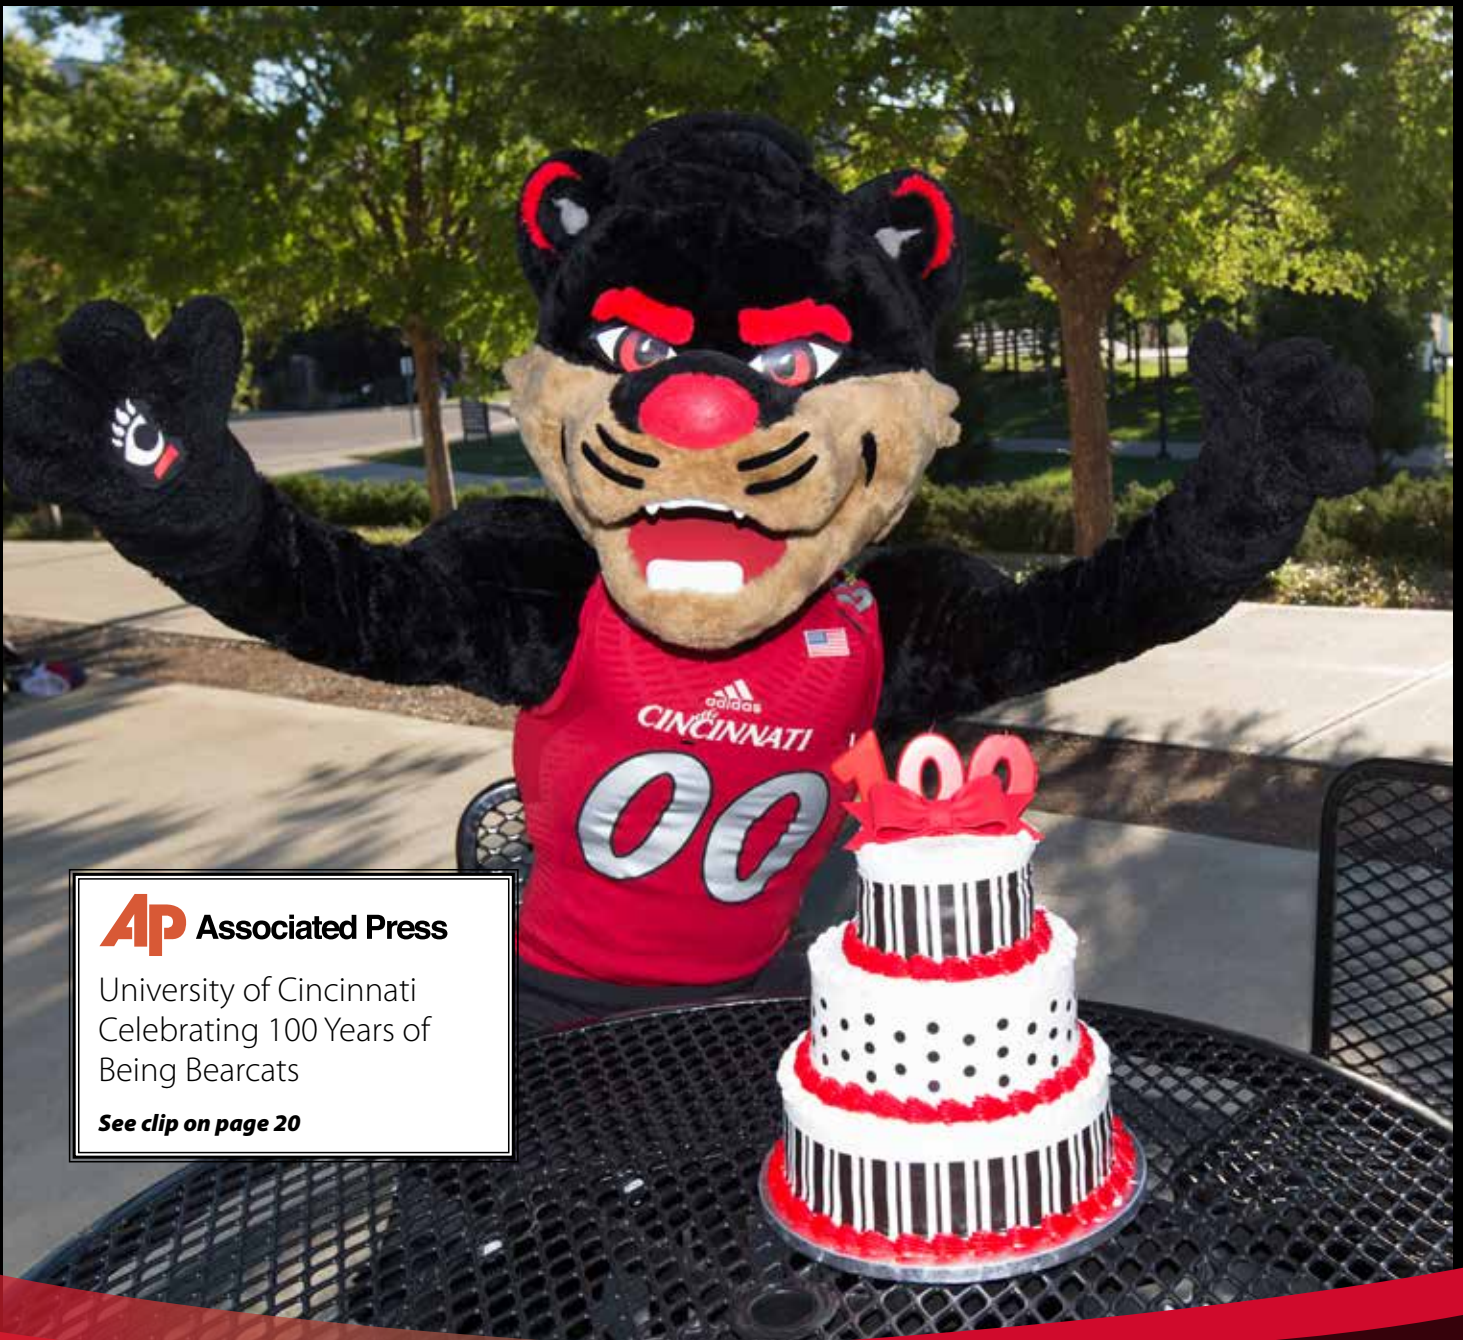 adidas
the
CINCINNATI
00
100
AP Associated Press
University of Cincinnati
Celebrating 100 Years of
Being Bearcats
See clip on page 20